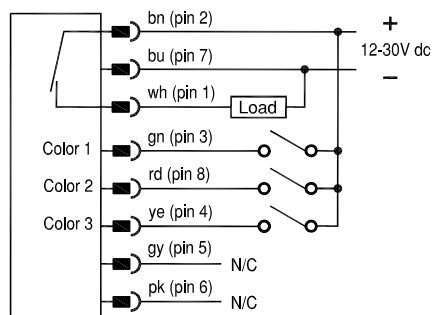 bn (pin 2)
+
12-30V dc
bu (pin 7)
−
wh (pin 1)
Load
Color 1
gn (pin 3)
Color 2
rd (pin 8)
Color 3
ye (pin 4)
gy (pin 5)
N/C
pk (pin 6)
N/C